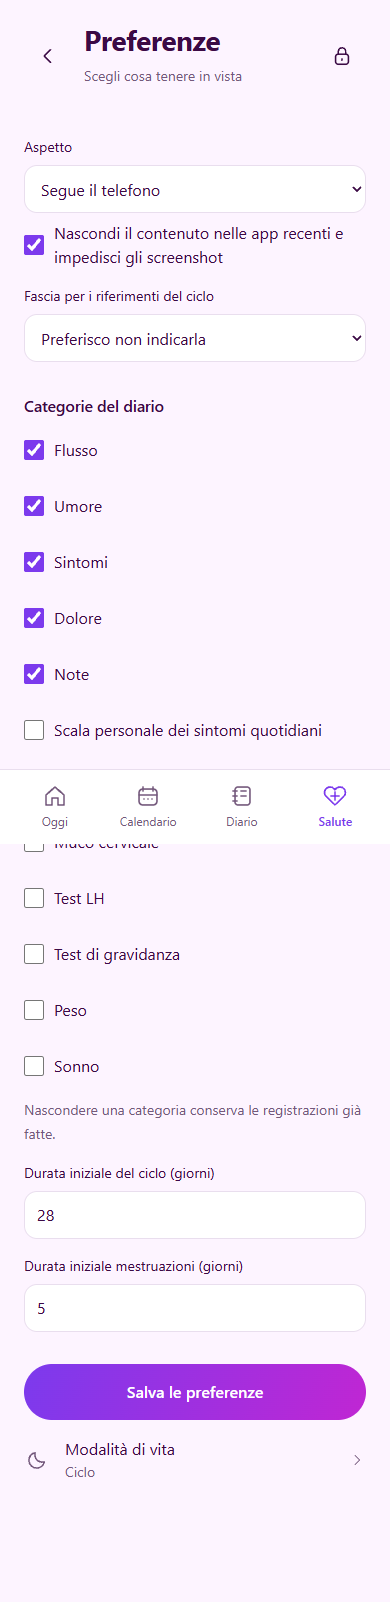 Preferenze
Scegli cosa tenere in vista
Aspetto
Segue il telefono
Nascondi il contenuto nelle app recenti e
impedisci gli screenshot
Fascia per i riferimenti del ciclo
Preferisco non indicarla
Categorie del diario
Flusso
Umore
Sintomi
Dolore
Note
Scala personale dei sintomi quotidiani
Oggi
Calendario
Diario
Salute
Muco cervicale
Test LH
Test di gravidanza
Peso
Sonno
Nascondere una categoria conserva le registrazioni già
fatte.
Durata iniziale del ciclo (giorni)
28
Durata iniziale mestruazioni (giorni)
5
Salva le preferenze
Modalità di vita
Ciclo